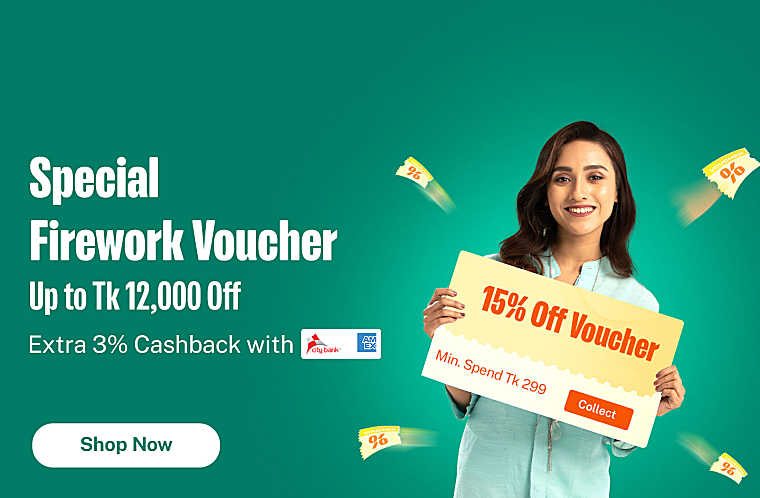 Special
Firework Voucher
Up to Tk 12,000 Off
Extra 3% Cashback with city bank AM EX
Shop Now
%
%
15% Off Voucher
Min. Spend Tk 299
Collect
%
%